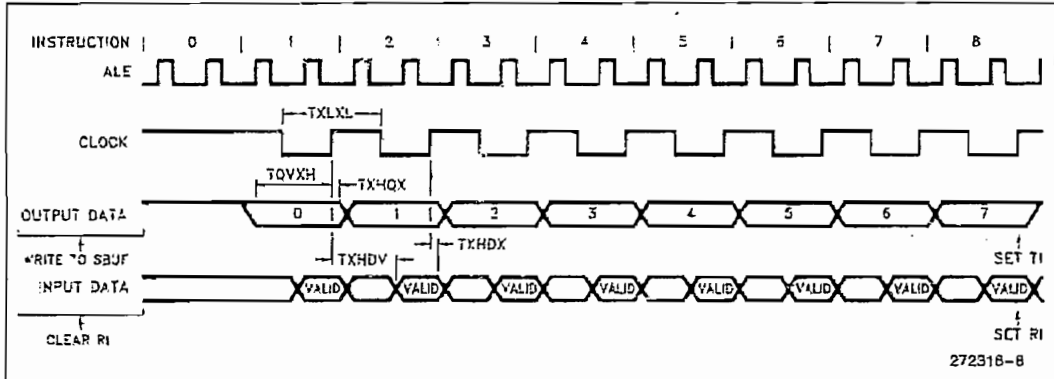 INSTRUCTION | 0 | 1 | 2 | 3 | 4 | 5 | 6 | 7 | 8
ALE
TXLXL
CLOCK
TQVXH
TXHQX
OUTPUT DATA 0 1 2 3 4 5 6 7
WRITE TO SBUF
TXHDV
TXHDX
SET TI
INPUT DATA VALID VALID VALID VALID VALID VALID VALID VALID
CLEAR RI
SET RI
272318-8